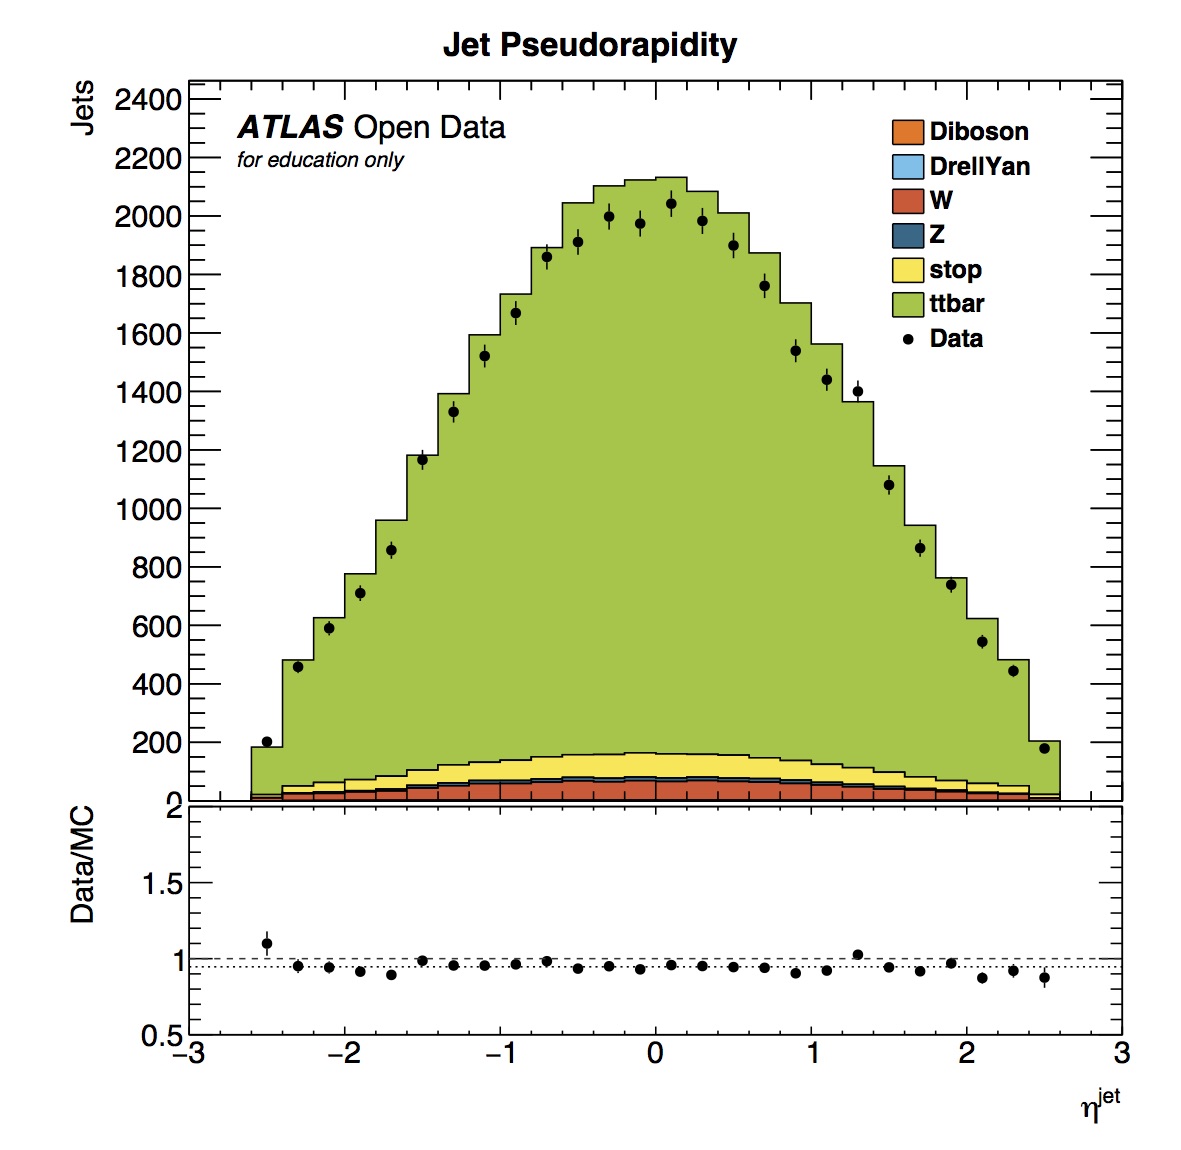 Jet Pseudorapidity
Jets
2400
2200
2000
1800
1600
1400
1200
1000
800
600
400
200
0
ATLAS Open Data
for education only
Diboson
DrellYan
W
Z
stop
ttbar
Data
Data/MC
2
1.5
1
0.5
−3 −2 −1 0 1 2 3
η^jet